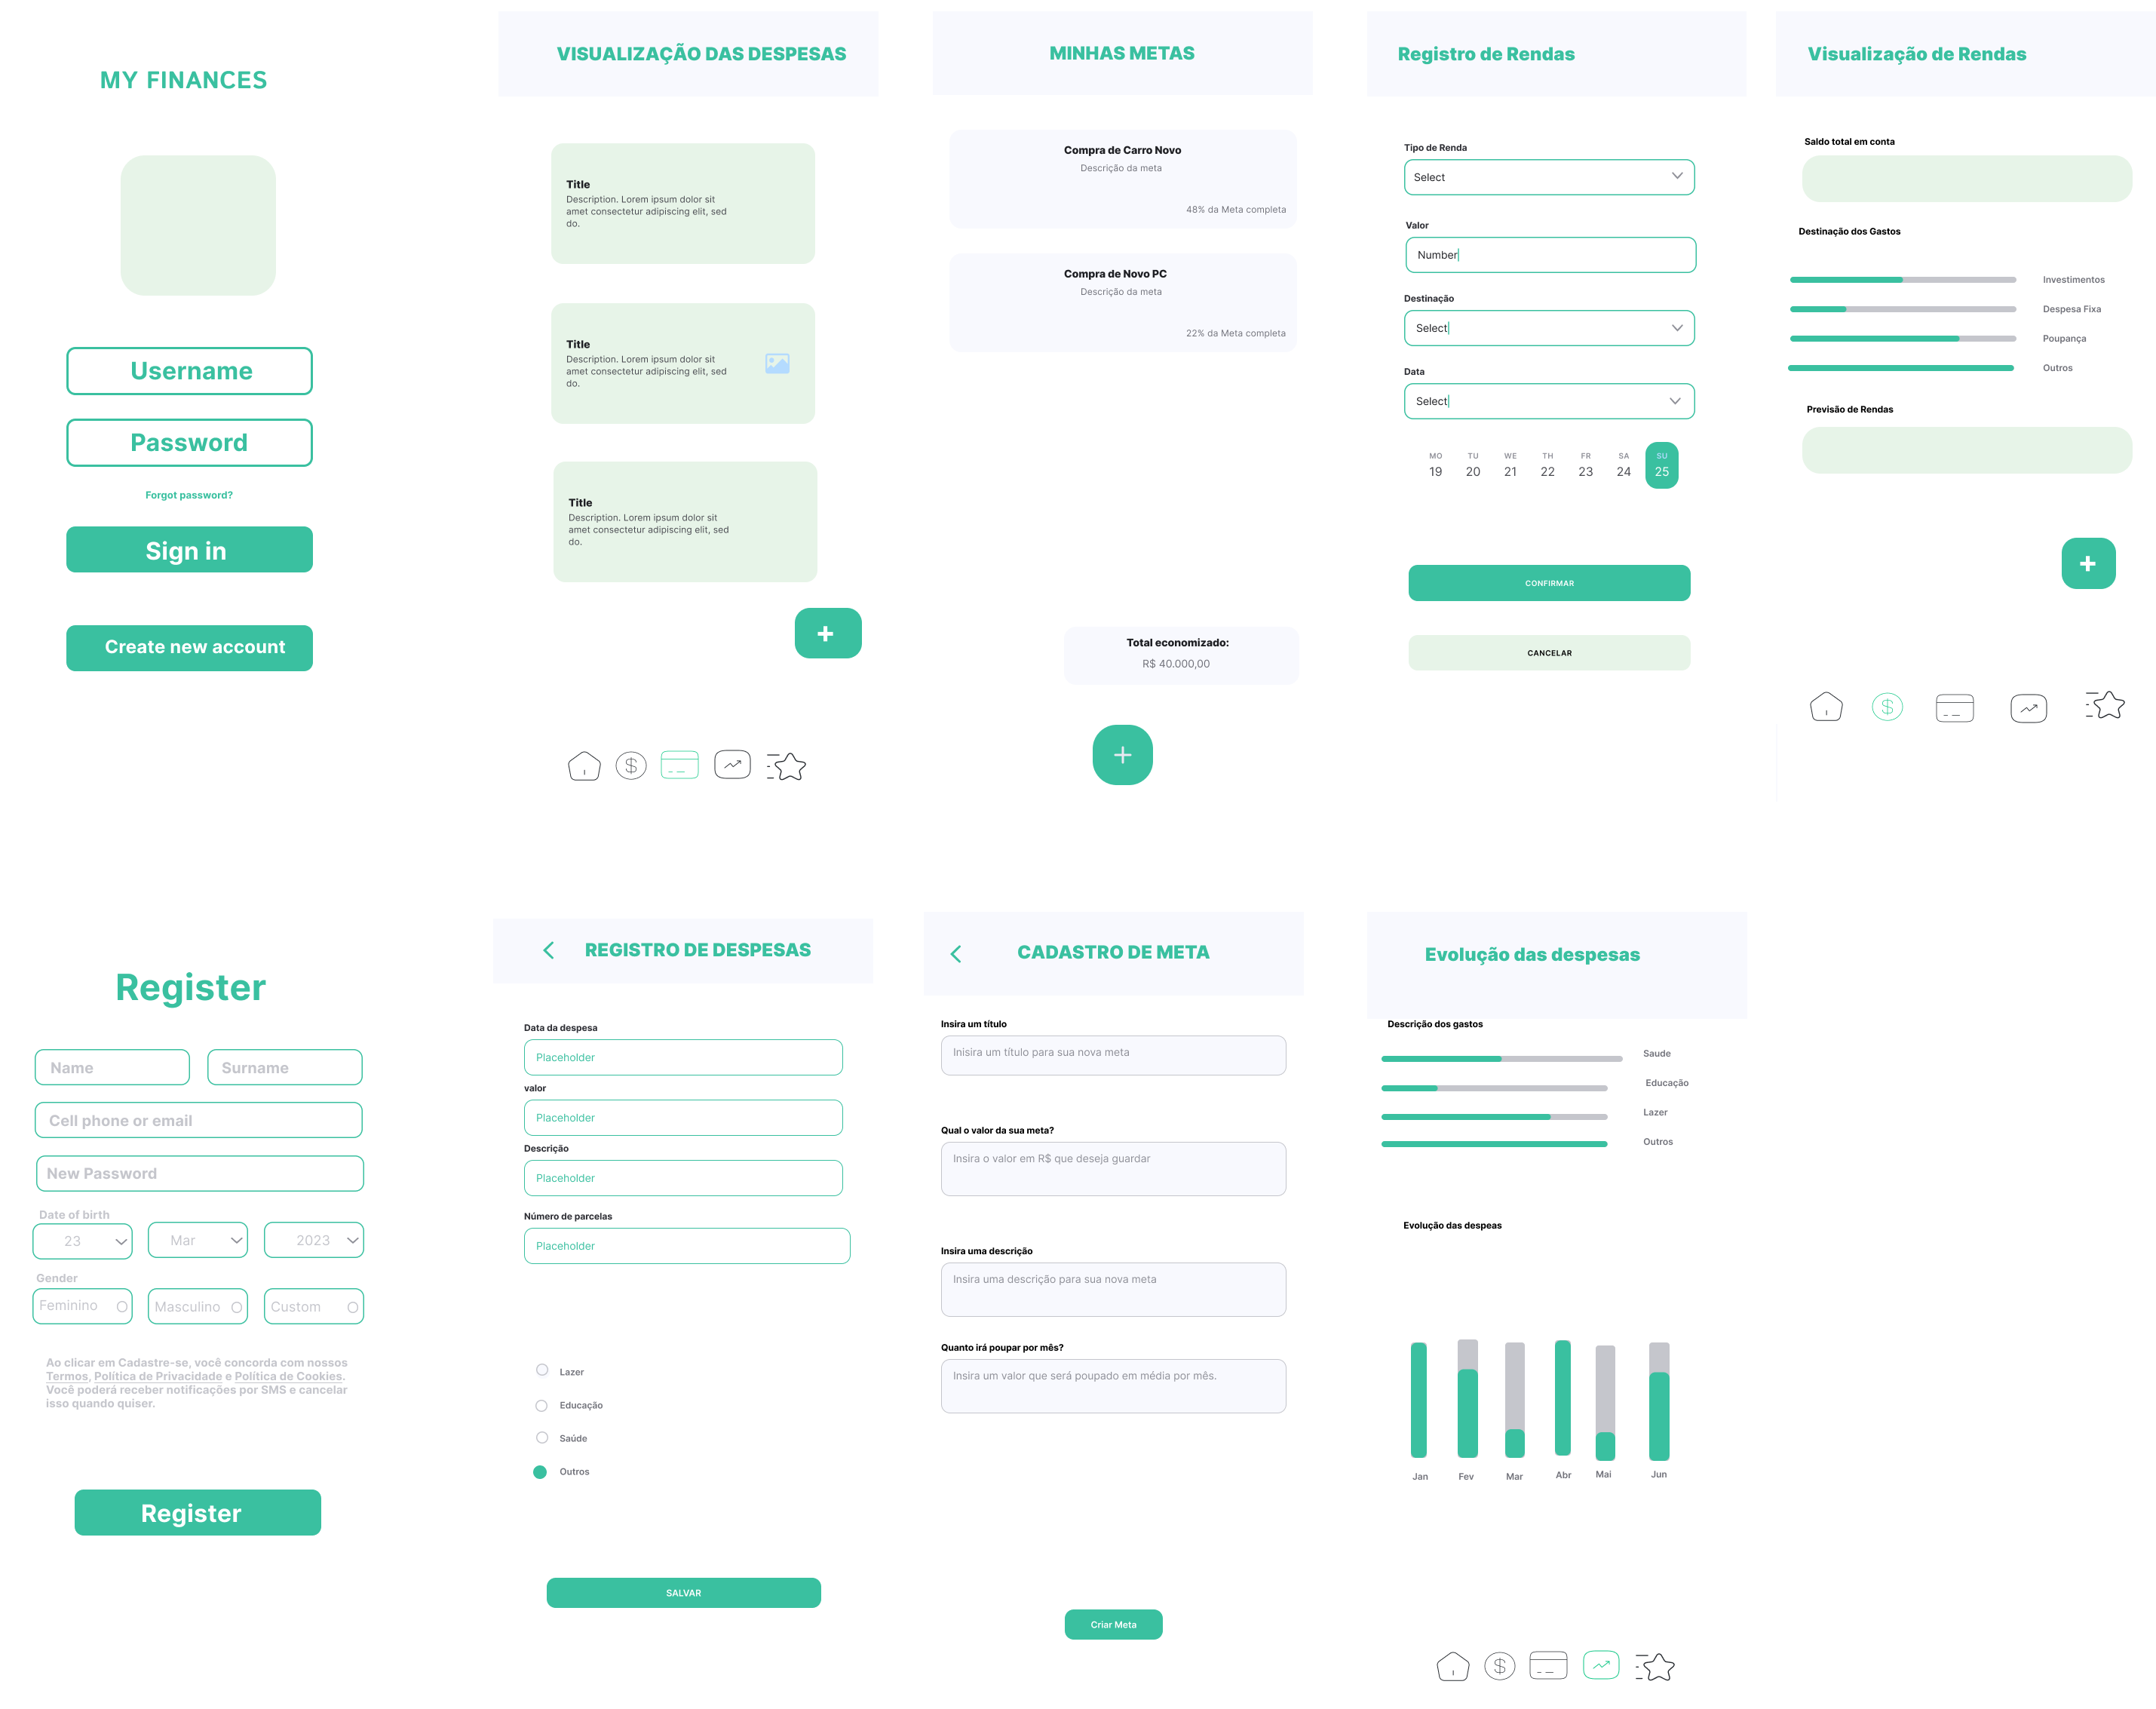 MY FINANCES
Username
Password
Forgot password?
Sign in
Create new account
VISUALIZAÇÃO DAS DESPESAS
Title
Description. Lorem ipsum dolor sit
amet consectetur adipiscing elit, sed
do.
Title
Description. Lorem ipsum dolor sit
amet consectetur adipiscing elit, sed
do.
Title
Description. Lorem ipsum dolor sit
amet consectetur adipiscing elit, sed
do.
+
MINHAS METAS
Compra de Carro Novo
Descrição da meta
48% da Meta completa
Compra de Novo PC
Descrição da meta
22% da Meta completa
Total economizado:
R$ 40.000,00
+
Registro de Rendas
Tipo de Renda
Select
Valor
Number
Destinação
Select
Data
Select
MO TU WE TH FR SA SU
19 20 21 22 23 24 25
CONFIRMAR
CANCELAR
Visualização de Rendas
Saldo total em conta
Destinação dos Gastos
Investimentos
Despesa Fixa
Poupança
Outros
Previsão de Rendas
+
Register
Name Surname
Cell phone or email
New Password
Date of birth
23 Mar 2023
Gender
Feminino Masculino Custom
Ao clicar em Cadastre-se, você concorda com nossos
Termos, Política de Privacidade e Política de Cookies.
Você poderá receber notificações por SMS e cancelar
isso quando quiser.
Register
REGISTRO DE DESPESAS
Data da despesa
Placeholder
valor
Placeholder
Descrição
Placeholder
Número de parcelas
Placeholder
Lazer
Educação
Saúde
Outros
SALVAR
CADASTRO DE META
Insira um título
Inisira um título para sua nova meta
Qual o valor da sua meta?
Insira o valor em R$ que deseja guardar
Insira uma descrição
Insira uma descrição para sua nova meta
Quanto irá poupar por mês?
Insira um valor que será poupado em média por mês.
Criar Meta
Evolução das despesas
Descrição dos gastos
Saude
Educação
Lazer
Outros
Evolução das despeas
Jan Fev Mar Abr Mai Jun